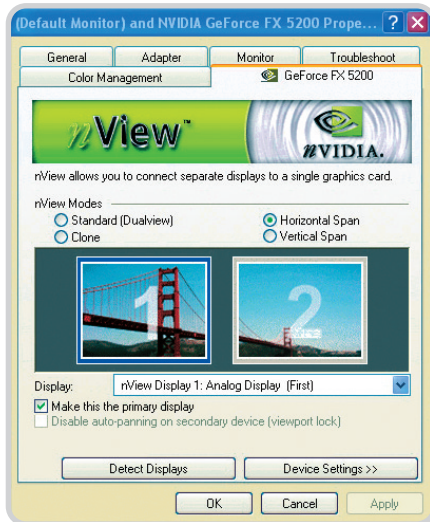 (Default Monitor) and NVIDIA GeForce FX 5200 Prope... ?
General Adapter Monitor Troubleshoot
Color Management GeForce FX 5200
nView™
nVIDIA.
nView allows you to connect separate displays to a single graphics card.
nView Modes
Standard (Dualview) Horizontal Span
Clone Vertical Span
1 2
Display: nView Display 1: Analog Display (First)
Make this the primary display
Disable auto-panning on secondary device (viewport lock)
Detect Displays Device Settings >>
OK Cancel Apply